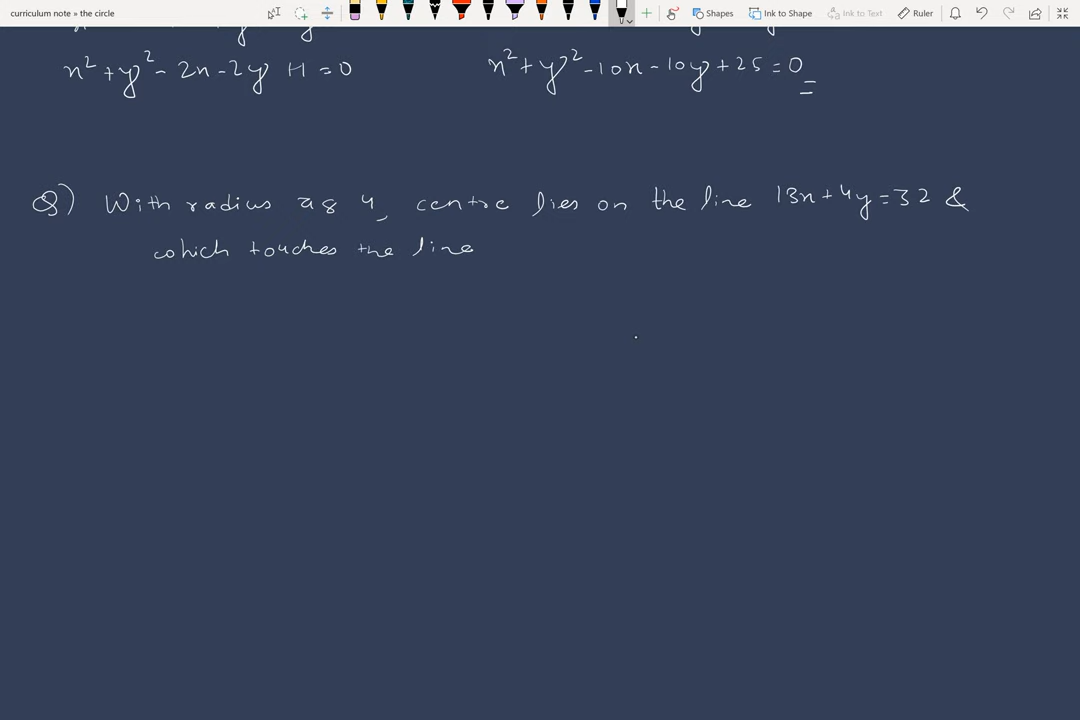 curriculum note » the circle
Shapes Ink to Shape Ink to Text Ruler
x² + y² - 2x - 2y + 1 = 0
x² + y² - 10x - 10y + 25 = 0
Q) With radius as 4, centre lies on the line 13x + 4y = 32 &
which touches the line